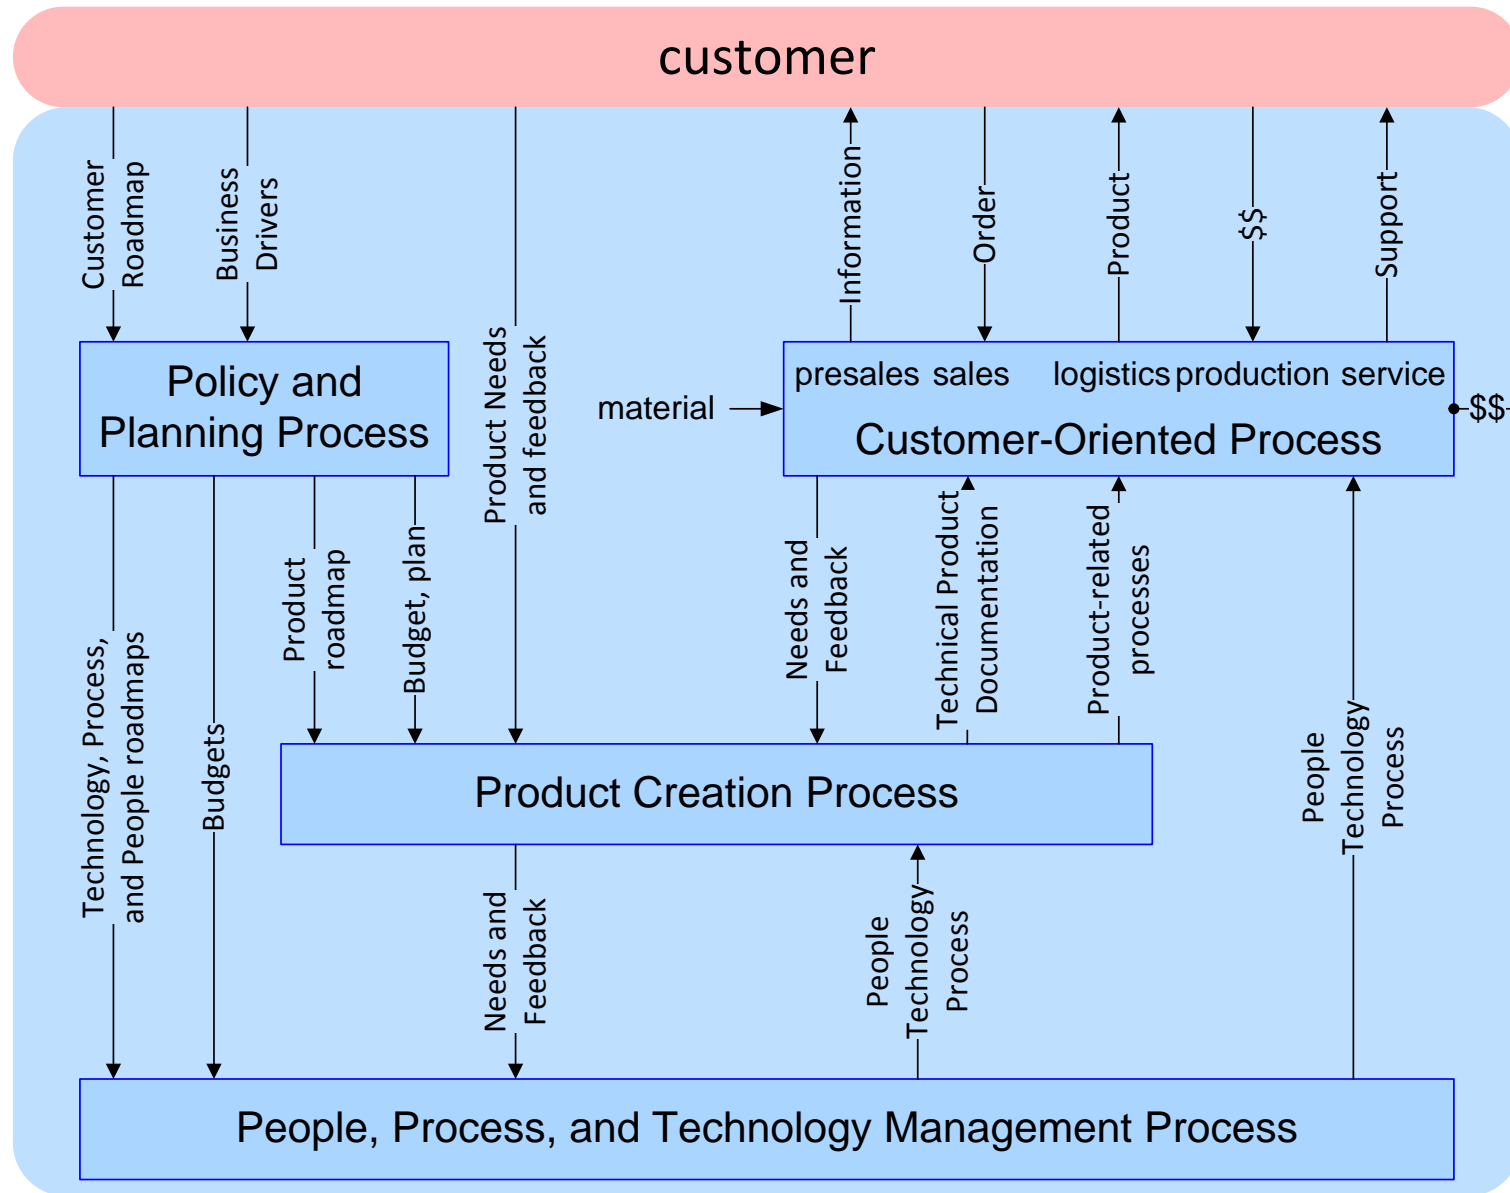 customer
Customer
Roadmap
Business
Drivers
Product Needs
and feedback
Information
Order
Product
$$
Support
Policy and
Planning Process
material
presales sales logistics production service
Customer-Oriented Process
$$
Technology, Process,
and People roadmaps
Budgets
Product
roadmap
Budget, plan
Needs and
Feedback
Technical Product
Documentation
Product-related
processes
People
Technology
Process
Product Creation Process
Needs and
Feedback
People
Technology
Process
People, Process, and Technology Management Process